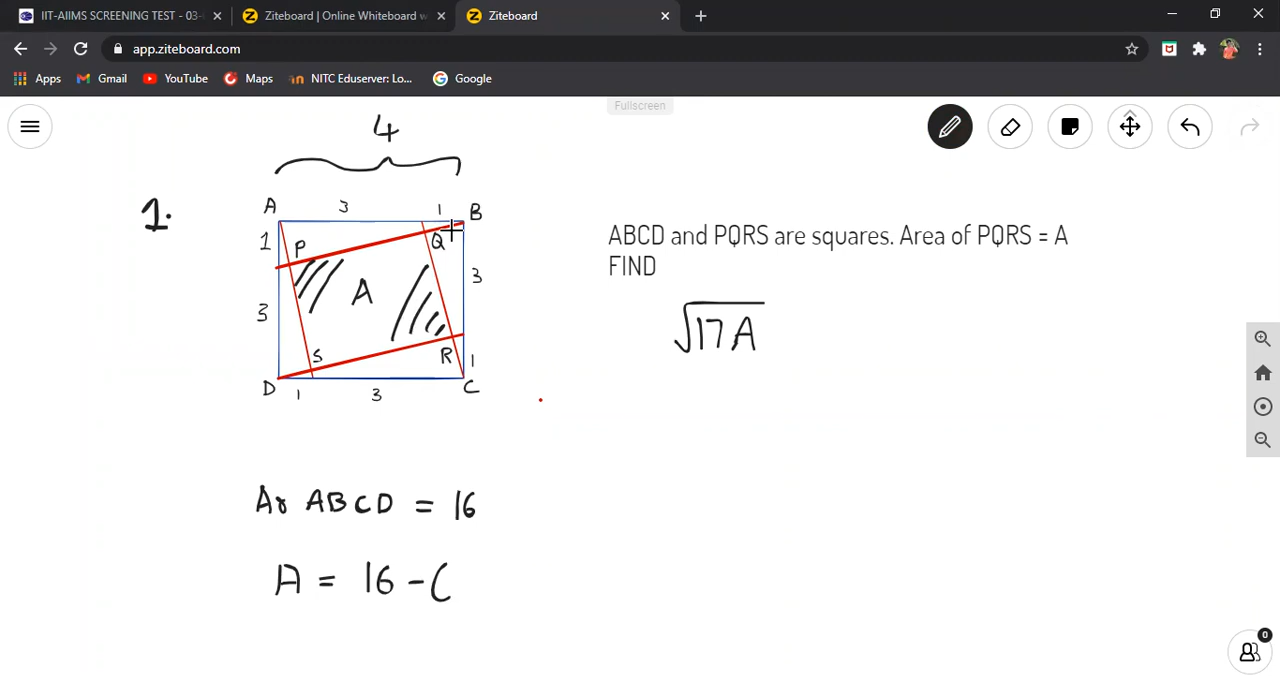 IIT-AIIMS SCREENING TEST - 03-
Ziteboard | Online Whiteboard w
Ziteboard
app.ziteboard.com
Apps Gmail YouTube Maps NITC Eduserver: Lo... Google
Fullscreen
4
1.
A 3 1 B
1 P Q
A 3
3
S R 1
D 1 3 C
ABCD and PQRS are squares. Area of PQRS = A
FIND
√17A
Ar ABCD = 16
A = 16 - (
0